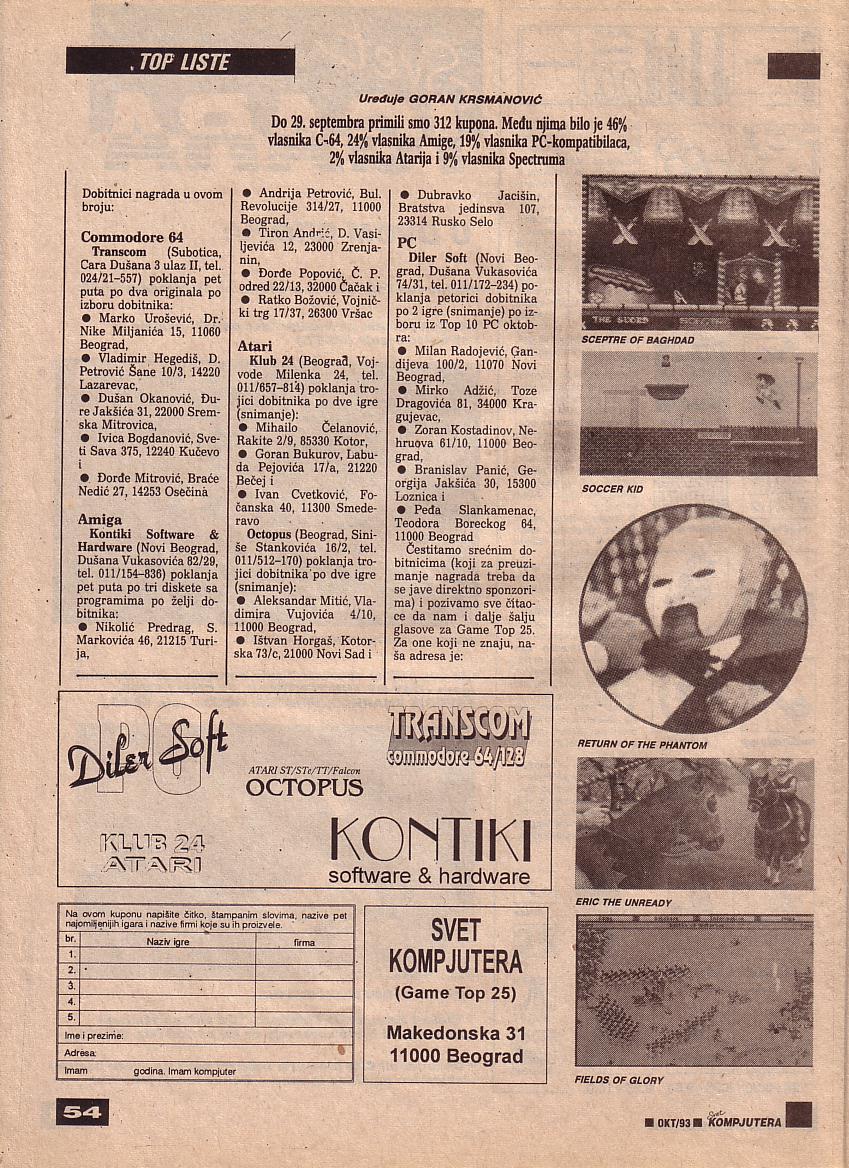 TOP LISTE
Uređuje GORAN KRSMANOVIĆ
Do 29. septembra primili smo 312 kupona. Među njima bilo je 46%
vlasnika C-64, 24% vlasnika Amige, 19% vlasnika PC-kompatibilaca,
2% vlasnika Atarija i 9% vlasnika Spectruma
Dobitnici nagrada u ovom
broju:
Commodore 64
Transcom (Subotica,
Cara Dušana 3 ulaz II, tel.
024/21-557) poklanja pet
puta po dva originala po
izboru dobitnika:
● Marko Urošević, Dr.
Nike Miljanića 15, 11060
Beograd,
● Vladimir Hegediš, D.
Petrović Šane 10/3, 14220
Lazarevac,
● Dušan Okanović, Đu-
re Jakšića 31, 22000 Srem-
ska Mitrovica,
● Ivica Bogdanović, Sve-
ti Sava 375, 12240 Kučevo
i
● Đorđe Mitrović, Braće
Nedić 27, 14253 Osečina
Amiga
Kontiki Software &
Hardware (Novi Beograd,
Dušana Vukasovića 82/29,
tel. 011/154-836) poklanja
pet puta po tri diskete sa
programima po želji do-
bitnika:
● Nikolić Predrag, S.
Markovića 46, 21215 Turi-
ja,
● Andrija Petrović, Bul.
Revolucije 314/27, 11000
Beograd,
● Tiron Andrić, D. Vasi-
ljevića 12, 23000 Zrenja-
nin,
● Đorđe Popović, Č. P.
odred 22/13, 32000 Čačak i
● Ratko Božović, Vojnič-
ki trg 17/37, 26300 Vršac
Atari
Klub 24 (Beograd, Voj-
vode Milenka 24, tel.
011/657-814) poklanja tro-
jici dobitnika po dve igre
(snimanje):
● Mihailo Čelanović,
Rakite 2/9, 85330 Kotor,
● Goran Bukurov, Labu-
da Pejovića 17/a, 21220
Bečej i
● Ivan Cvetković, Fo-
čanska 40, 11300 Smede-
ravo
Octopus (Beograd, Sini-
še Stankovića 16/2, tel.
011/512-170) poklanja tro-
jici dobitnika po dve igre
(snimanje):
● Aleksandar Mitić, Vla-
dimira Vujovića 4/10,
11000 Beograd,
● Ištvan Horgaš, Kotor-
ska 73/c, 21000 Novi Sad i
● Dubravko Jacišin,
Bratstva jedinsva 107,
23314 Rusko Selo
PC
Diler Soft (Novi Beo-
grad, Dušana Vukasovića
74/31, tel. 011/172-234) po-
klanja petorici dobitnika
po 2 igre (snimanje) po iz-
boru iz Top 10 PC oktob-
ra:
● Milan Radojević, Gan-
dijeva 100/2, 11070 Novi
Beograd,
● Mirko Adžić, Toze
Dragovića 81, 34000 Kra-
gujevac,
● Zoran Kostadinov, Ne-
hruova 61/10, 11000 Beo-
grad,
● Branislav Panić, Ge-
orgija Jakšića 30, 15300
Loznica i
● Peđa Slankamenac,
Teodora Boreckog 64,
11000 Beograd
Čestitamo srećnim do-
bitnicima (koji za preuzi-
manje nagrada treba da
se jave direktno sponzori-
ma) i pozivamo sve čitao-
ce da nam i dalje šalju
glasove za Game Top 25.
Za one koji ne znaju, na-
ša adresa je:
SCEPTRE OF BAGHDAD
SOCCER KID
RETURN OF THE PHANTOM
ERIC THE UNREADY
FIELDS OF GLORY
PC
Diler Soft
TRANSCOM
commodore 64/128
ATARI ST/STe/TT/Falcon
OCTOPUS
KLUB 24
ATARI
KONTIKI
software & hardware
Na ovom kuponu napišite čitko, štampanim slovima, nazive pet
najomiljenijih igara i nazive firmi koje su ih proizvele.
br. Naziv igre firma
1.
2.
3.
4.
5.
Ime i prezime:
Adresa:
Imam godina. Imam kompjuter
SVET
KOMPJUTERA
(Game Top 25)
Makedonska 31
11000 Beograd
54
OKT/93 Svet KOMPJUTERA